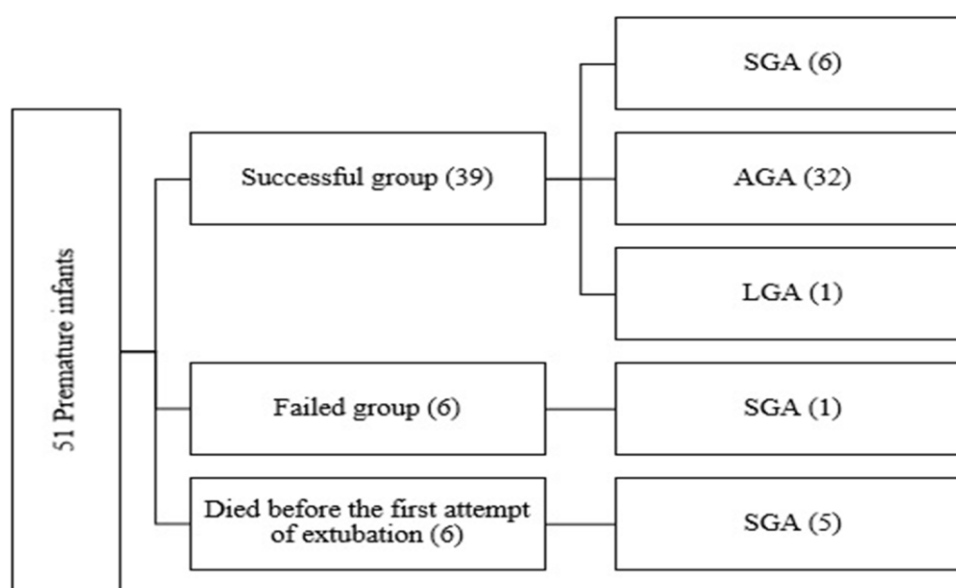 51 Premature infants
Successful group (39)
SGA (6)
AGA (32)
LGA (1)
Failed group (6)
SGA (1)
Died before the first attempt
of extubation (6)
SGA (5)